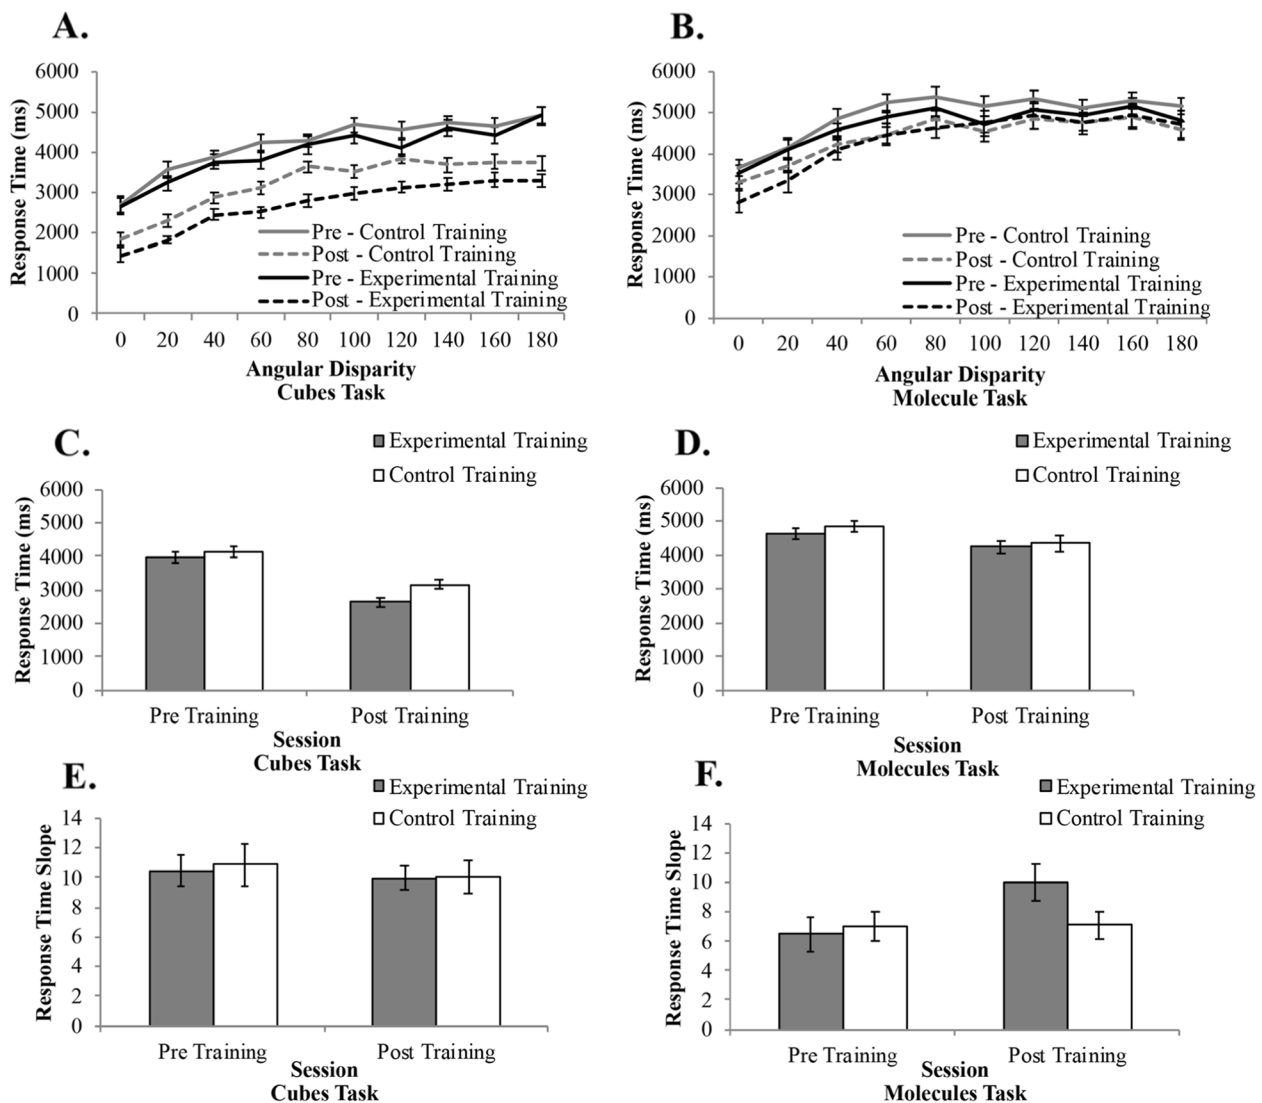 A.
Response Time (ms)
6000
5000
4000
3000
2000
1000
0
Pre - Control Training
Post - Control Training
Pre - Experimental Training
Post - Experimental Training
0 20 40 60 80 100 120 140 160 180
Angular Disparity
Cubes Task
B.
Response Time (ms)
6000
5000
4000
3000
2000
1000
0
Pre - Control Training
Post - Control Training
Pre - Experimental Training
Post - Experimental Training
0 20 40 60 80 100 120 140 160 180
Angular Disparity
Molecule Task
C.
Experimental Training
Control Training
Response Time (ms)
6000
5000
4000
3000
2000
1000
0
Pre Training Post Training
Session
Cubes Task
D.
Experimental Training
Control Training
Response Time (ms)
6000
5000
4000
3000
2000
1000
0
Pre Training Post Training
Session
Molecules Task
E.
Experimental Training
Control Training
Response Time Slope
14
12
10
8
6
4
2
0
Pre Training Post Training
Session
Cubes Task
F.
Experimental Training
Control Training
Response Time Slope
14
12
10
8
6
4
2
0
Pre Training Post Training
Session
Molecules Task